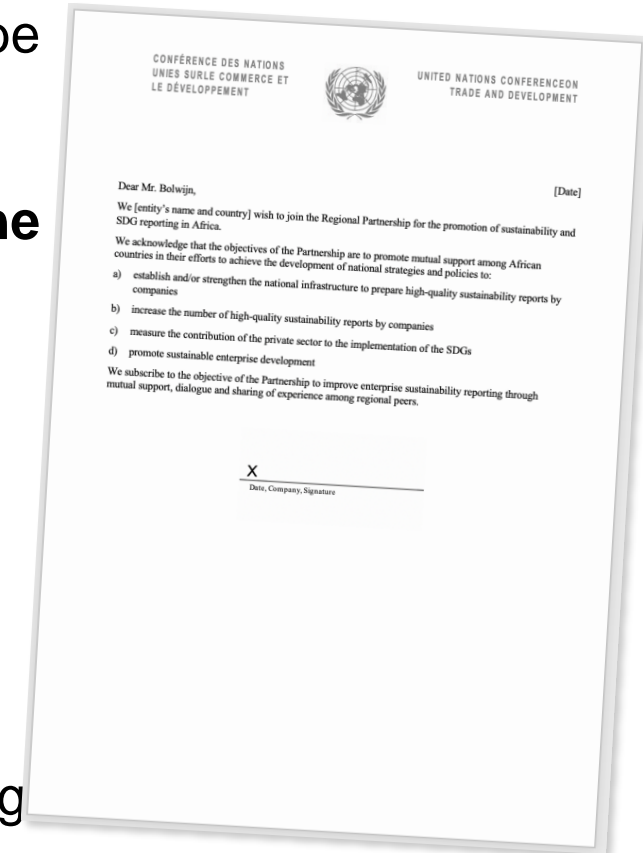 be
ne
g
CONFÉRENCE DES NATIONS
UNIES SURLE COMMERCE ET
LE DÉVELOPPEMENT
UNITED NATIONS CONFERENCEON
TRADE AND DEVELOPMENT
[Date]
Dear Mr. Bolwijn,
We [entity's name and country] wish to join the Regional Partnership for the promotion of sustainability and
SDG reporting in Africa.
We acknowledge that the objectives of the Partnership are to promote mutual support among African
countries in their efforts to achieve the development of national strategies and policies to:
a) establish and/or strengthen the national infrastructure to prepare high-quality sustainability reports by
companies
b) increase the number of high-quality sustainability reports by companies
c) measure the contribution of the private sector to the implementation of the SDGs
d) promote sustainable enterprise development
We subscribe to the objective of the Partnership to improve enterprise sustainability reporting through
mutual support, dialogue and sharing of experience among regional peers.
X
Date, Company, Signature